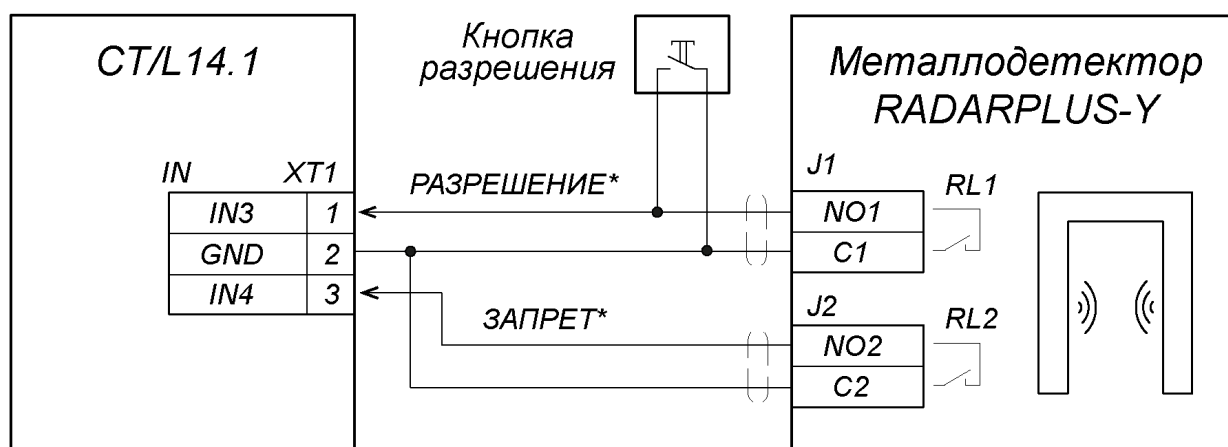 CT/L14.1
Кнопка
разрешения
Металлодетектор
RADARPLUS-Y
IN XT1
IN3 1
GND 2
IN4 3
РАЗРЕШЕНИЕ*
ЗАПРЕТ*
J1
NO1
C1
RL1
J2
NO2
C2
RL2